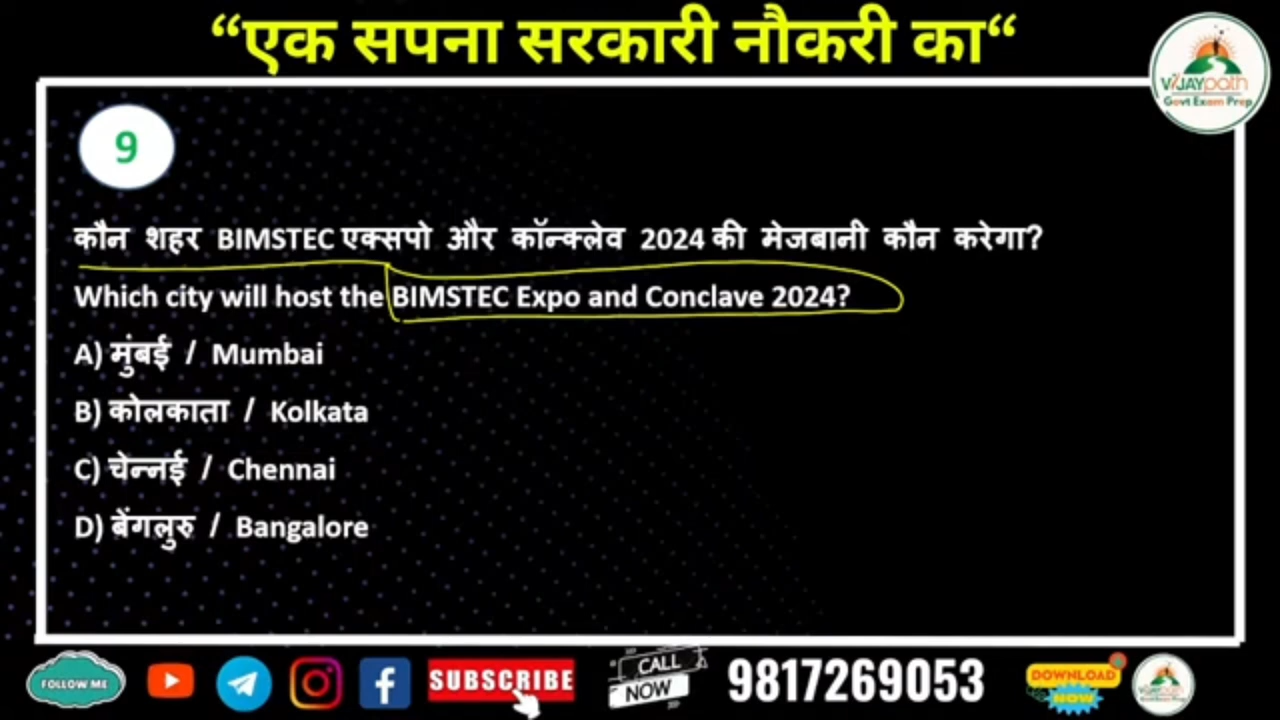 “एक सपना सरकारी नौकरी का“
VIJAYpath
Govt Exam Prep
9
कौन शहर BIMSTEC एक्सपो और कॉन्क्लेव 2024 की मेजबानी कौन करेगा?
Which city will host the BIMSTEC Expo and Conclave 2024?
A) मुंबई / Mumbai
B) कोलकाता / Kolkata
C) चेन्नई / Chennai
D) बेंगलुरु / Bangalore
FOLLOW ME
SUBSCRIBE
CALL
NOW
9817269053
DOWNLOAD
NOW